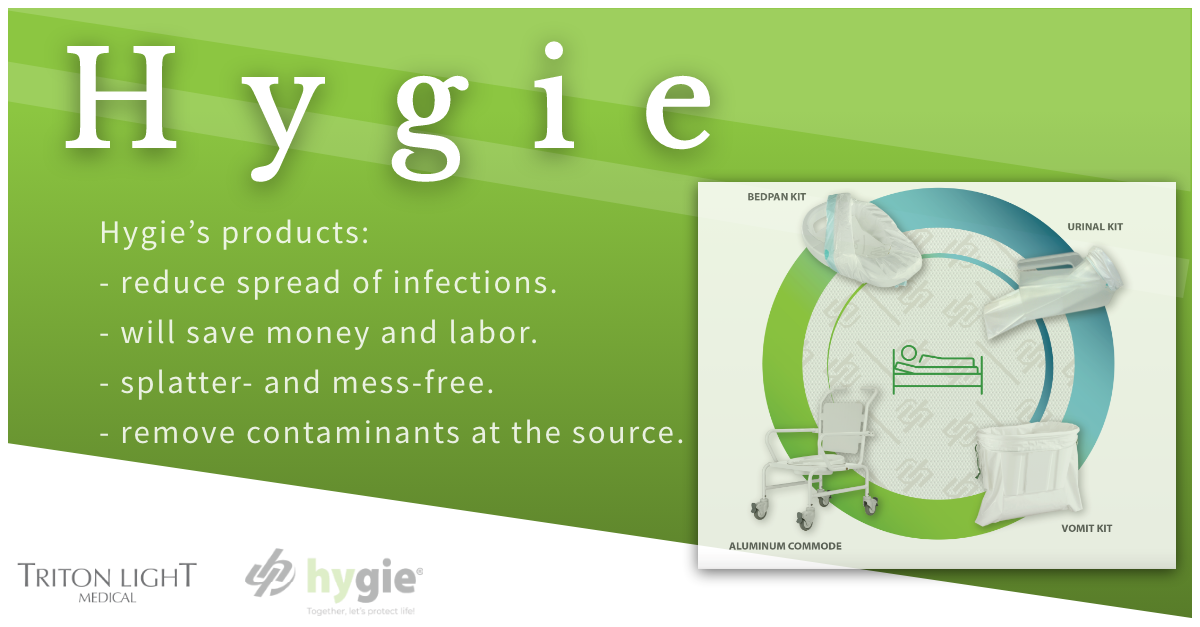 Hygie
Hygie’s products:
- reduce spread of infections.
- will save money and labor.
- splatter- and mess-free.
- remove contaminants at the source.
BEDPAN KIT
URINAL KIT
VOMIT KIT
ALUMINUM COMMODE
TRITON LIGHT
MEDICAL
hygie®
Together, let's protect life!